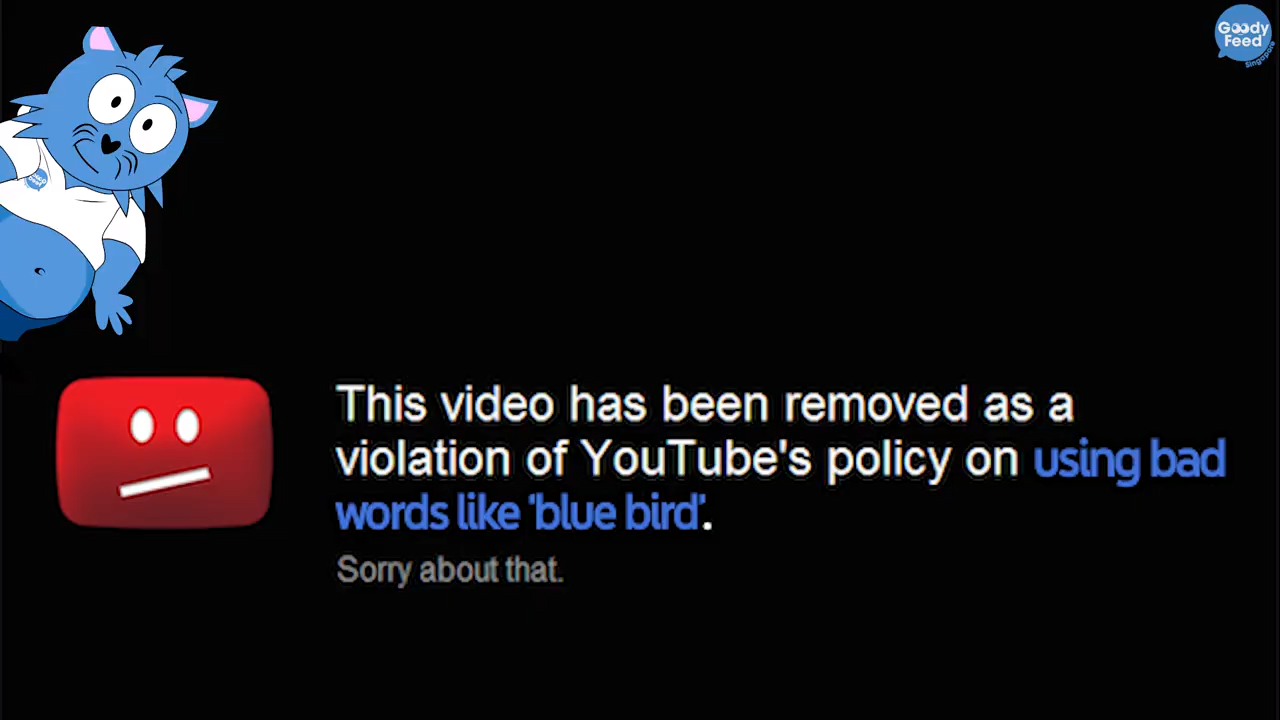 Goody
Feed
Singapore
This video has been removed as a
violation of YouTube's policy on using bad
words like 'blue bird'.
Sorry about that.